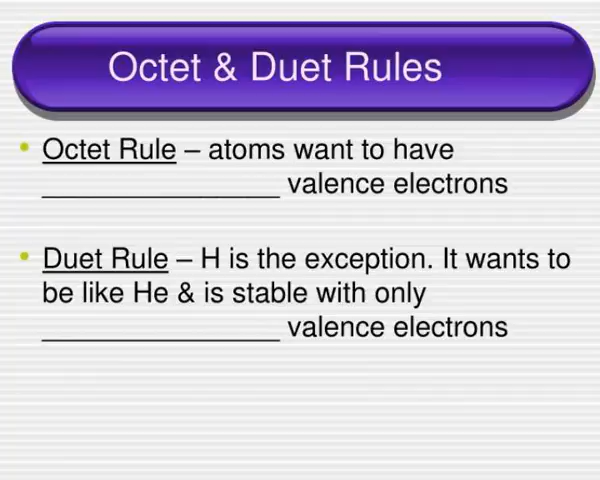 Octet & Duet Rules
• Octet Rule – atoms want to have
________________ valence electrons
• Duet Rule – H is the exception. It wants to
be like He & is stable with only
________________ valence electrons